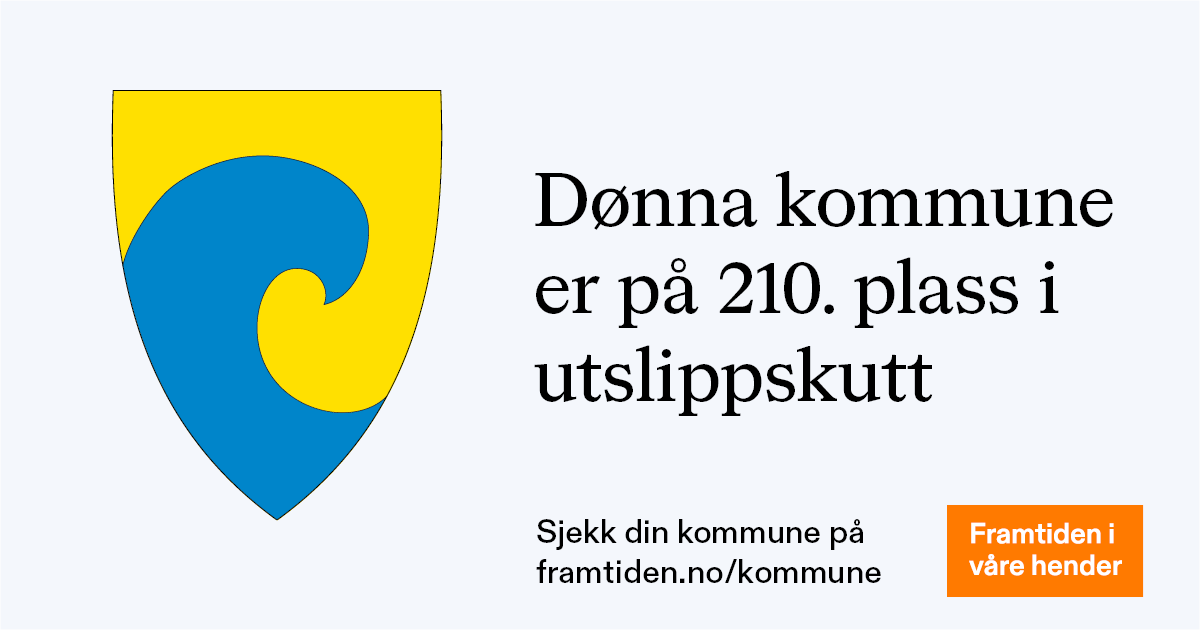 Dønna kommune
er på 210. plass i
utslippskutt
Sjekk din kommune på
framtiden.no/kommune
Framtiden i
våre hender